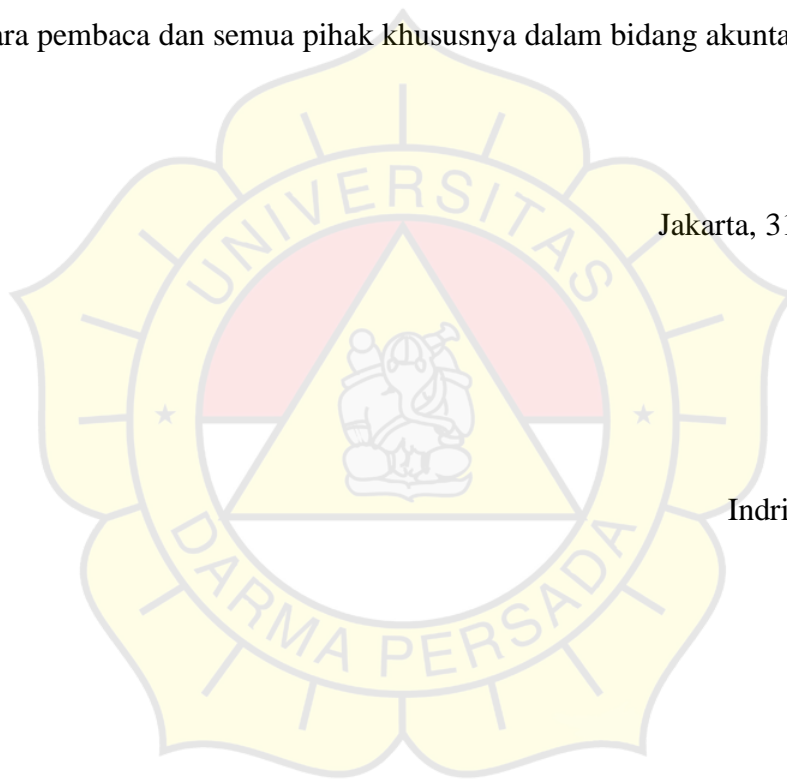 ara pembaca dan semua pihak khususnya dalam bidang akunta
Jakarta, 31
Indri
UNIVERSITAS
DARMA PERSADA